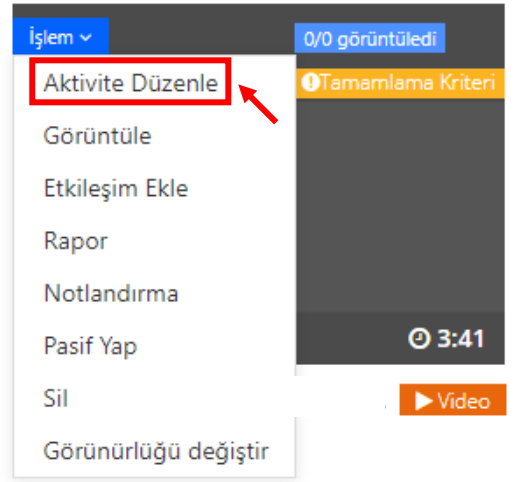 İşlem
0/0 görüntüledi
Aktivite Düzenle
!Tamamlama Kriteri
Görüntüle
Etkileşim Ekle
Rapor
Notlandırma
Pasif Yap
3:41
Sil
Video
Görünürlüğü değiştir